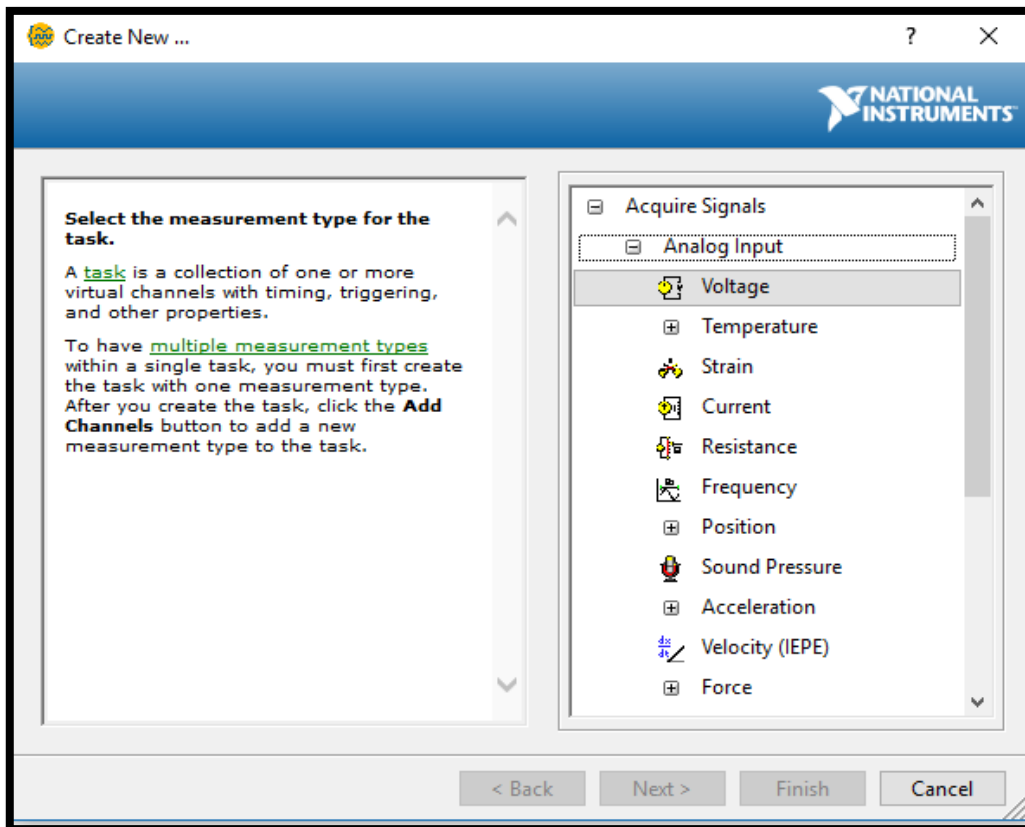 Create New ...
?
NATIONAL
INSTRUMENTS
Select the measurement type for the
task.
A task is a collection of one or more
virtual channels with timing, triggering,
and other properties.
To have multiple measurement types
within a single task, you must first create
the task with one measurement type.
After you create the task, click the Add
Channels button to add a new
measurement type to the task.
Acquire Signals
Analog Input
Voltage
Temperature
Strain
Current
Resistance
Frequency
Position
Sound Pressure
Acceleration
Velocity (IEPE)
Force
< Back
Next >
Finish
Cancel